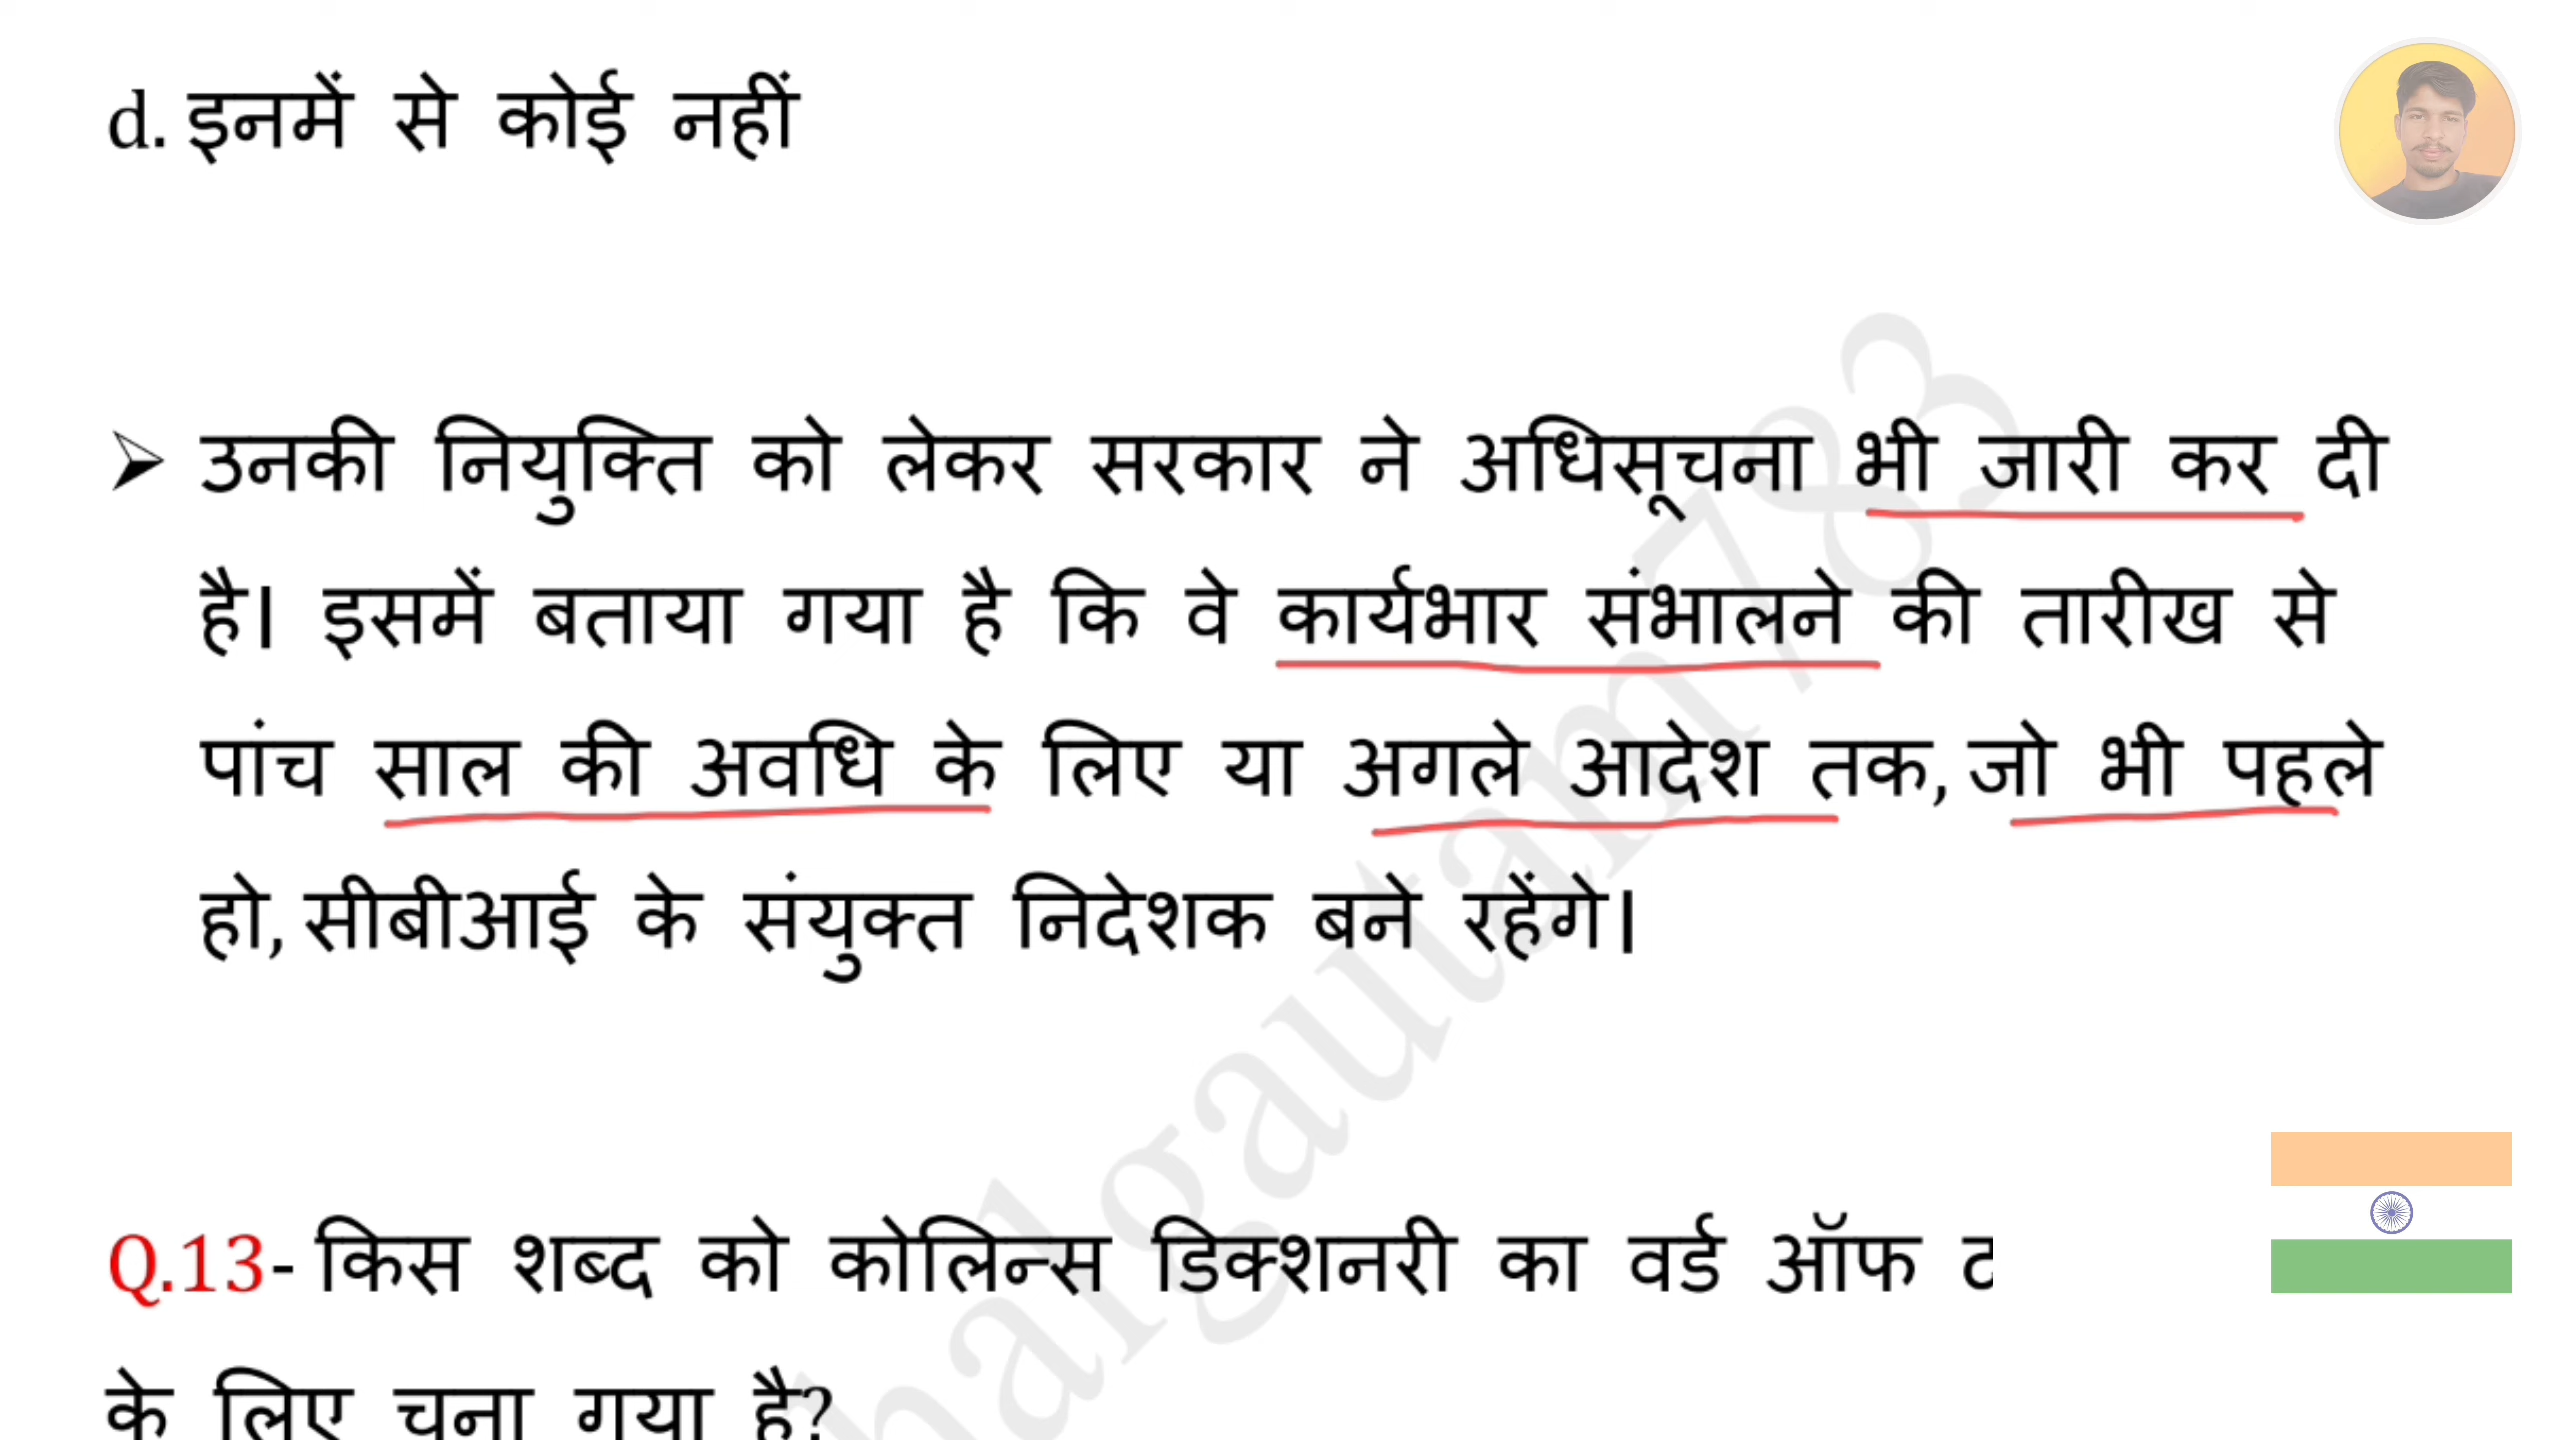 d. इनमें से कोई नहीं
➢ उनकी नियुक्ति को लेकर सरकार ने अधिसूचना भी जारी कर दी
है। इसमें बताया गया है कि वे कार्यभार संभालने की तारीख से
पांच साल की अवधि के लिए या अगले आदेश तक, जो भी पहले
हो, सीबीआई के संयुक्त निदेशक बने रहेंगे।
Q.13- किस शब्द को कोलिन्स डिक्शनरी का वर्ड ऑफ
के लिए चुना गया है?
halgautam783